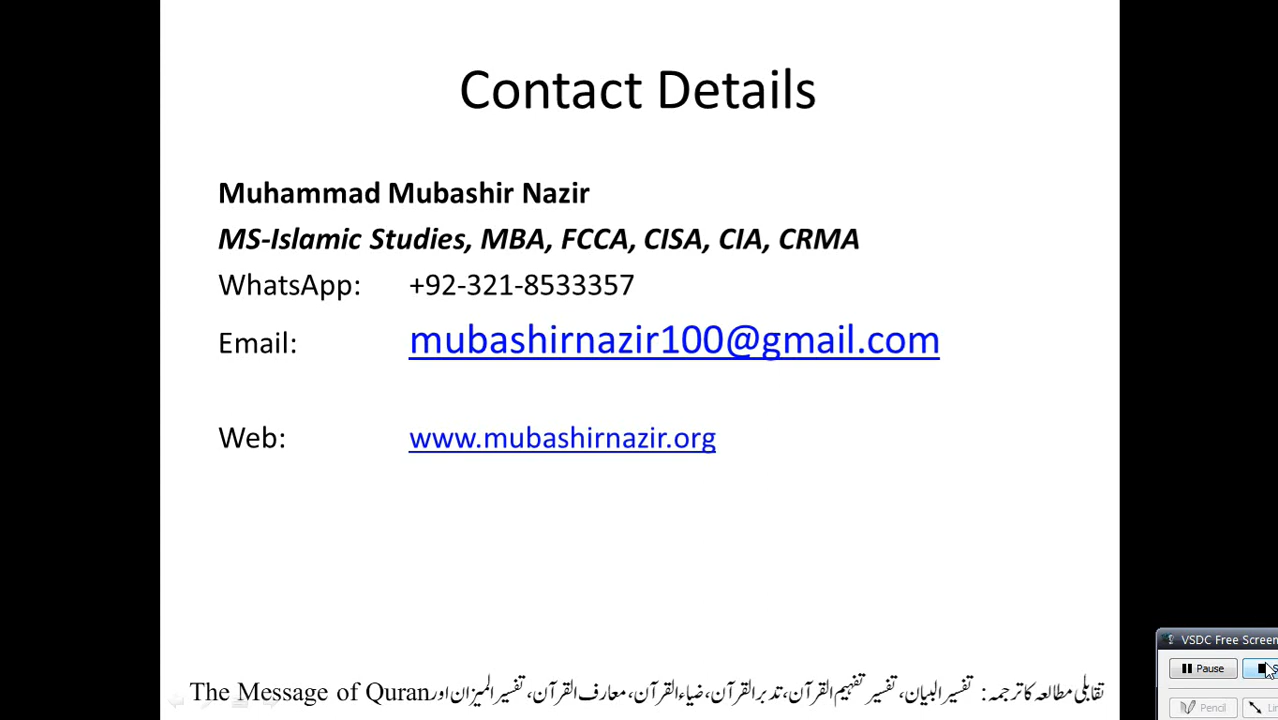 Contact Details
Muhammad Mubashir Nazir
MS-Islamic Studies, MBA, FCCA, CISA, CIA, CRMA
WhatsApp: +92-321-8533357
Email: mubashirnazir100@gmail.com
Web: www.mubashirnazir.org
تقابلی مطالعہ کا ترجمہ: تفسیر البیان، تفسیر تفہیم القرآن، تدبر القرآن، ضیاء القرآن، معارف القرآن، تفسیر المیزان اور The Message of Quran
VSDC Free Screen
Pause
Pencil